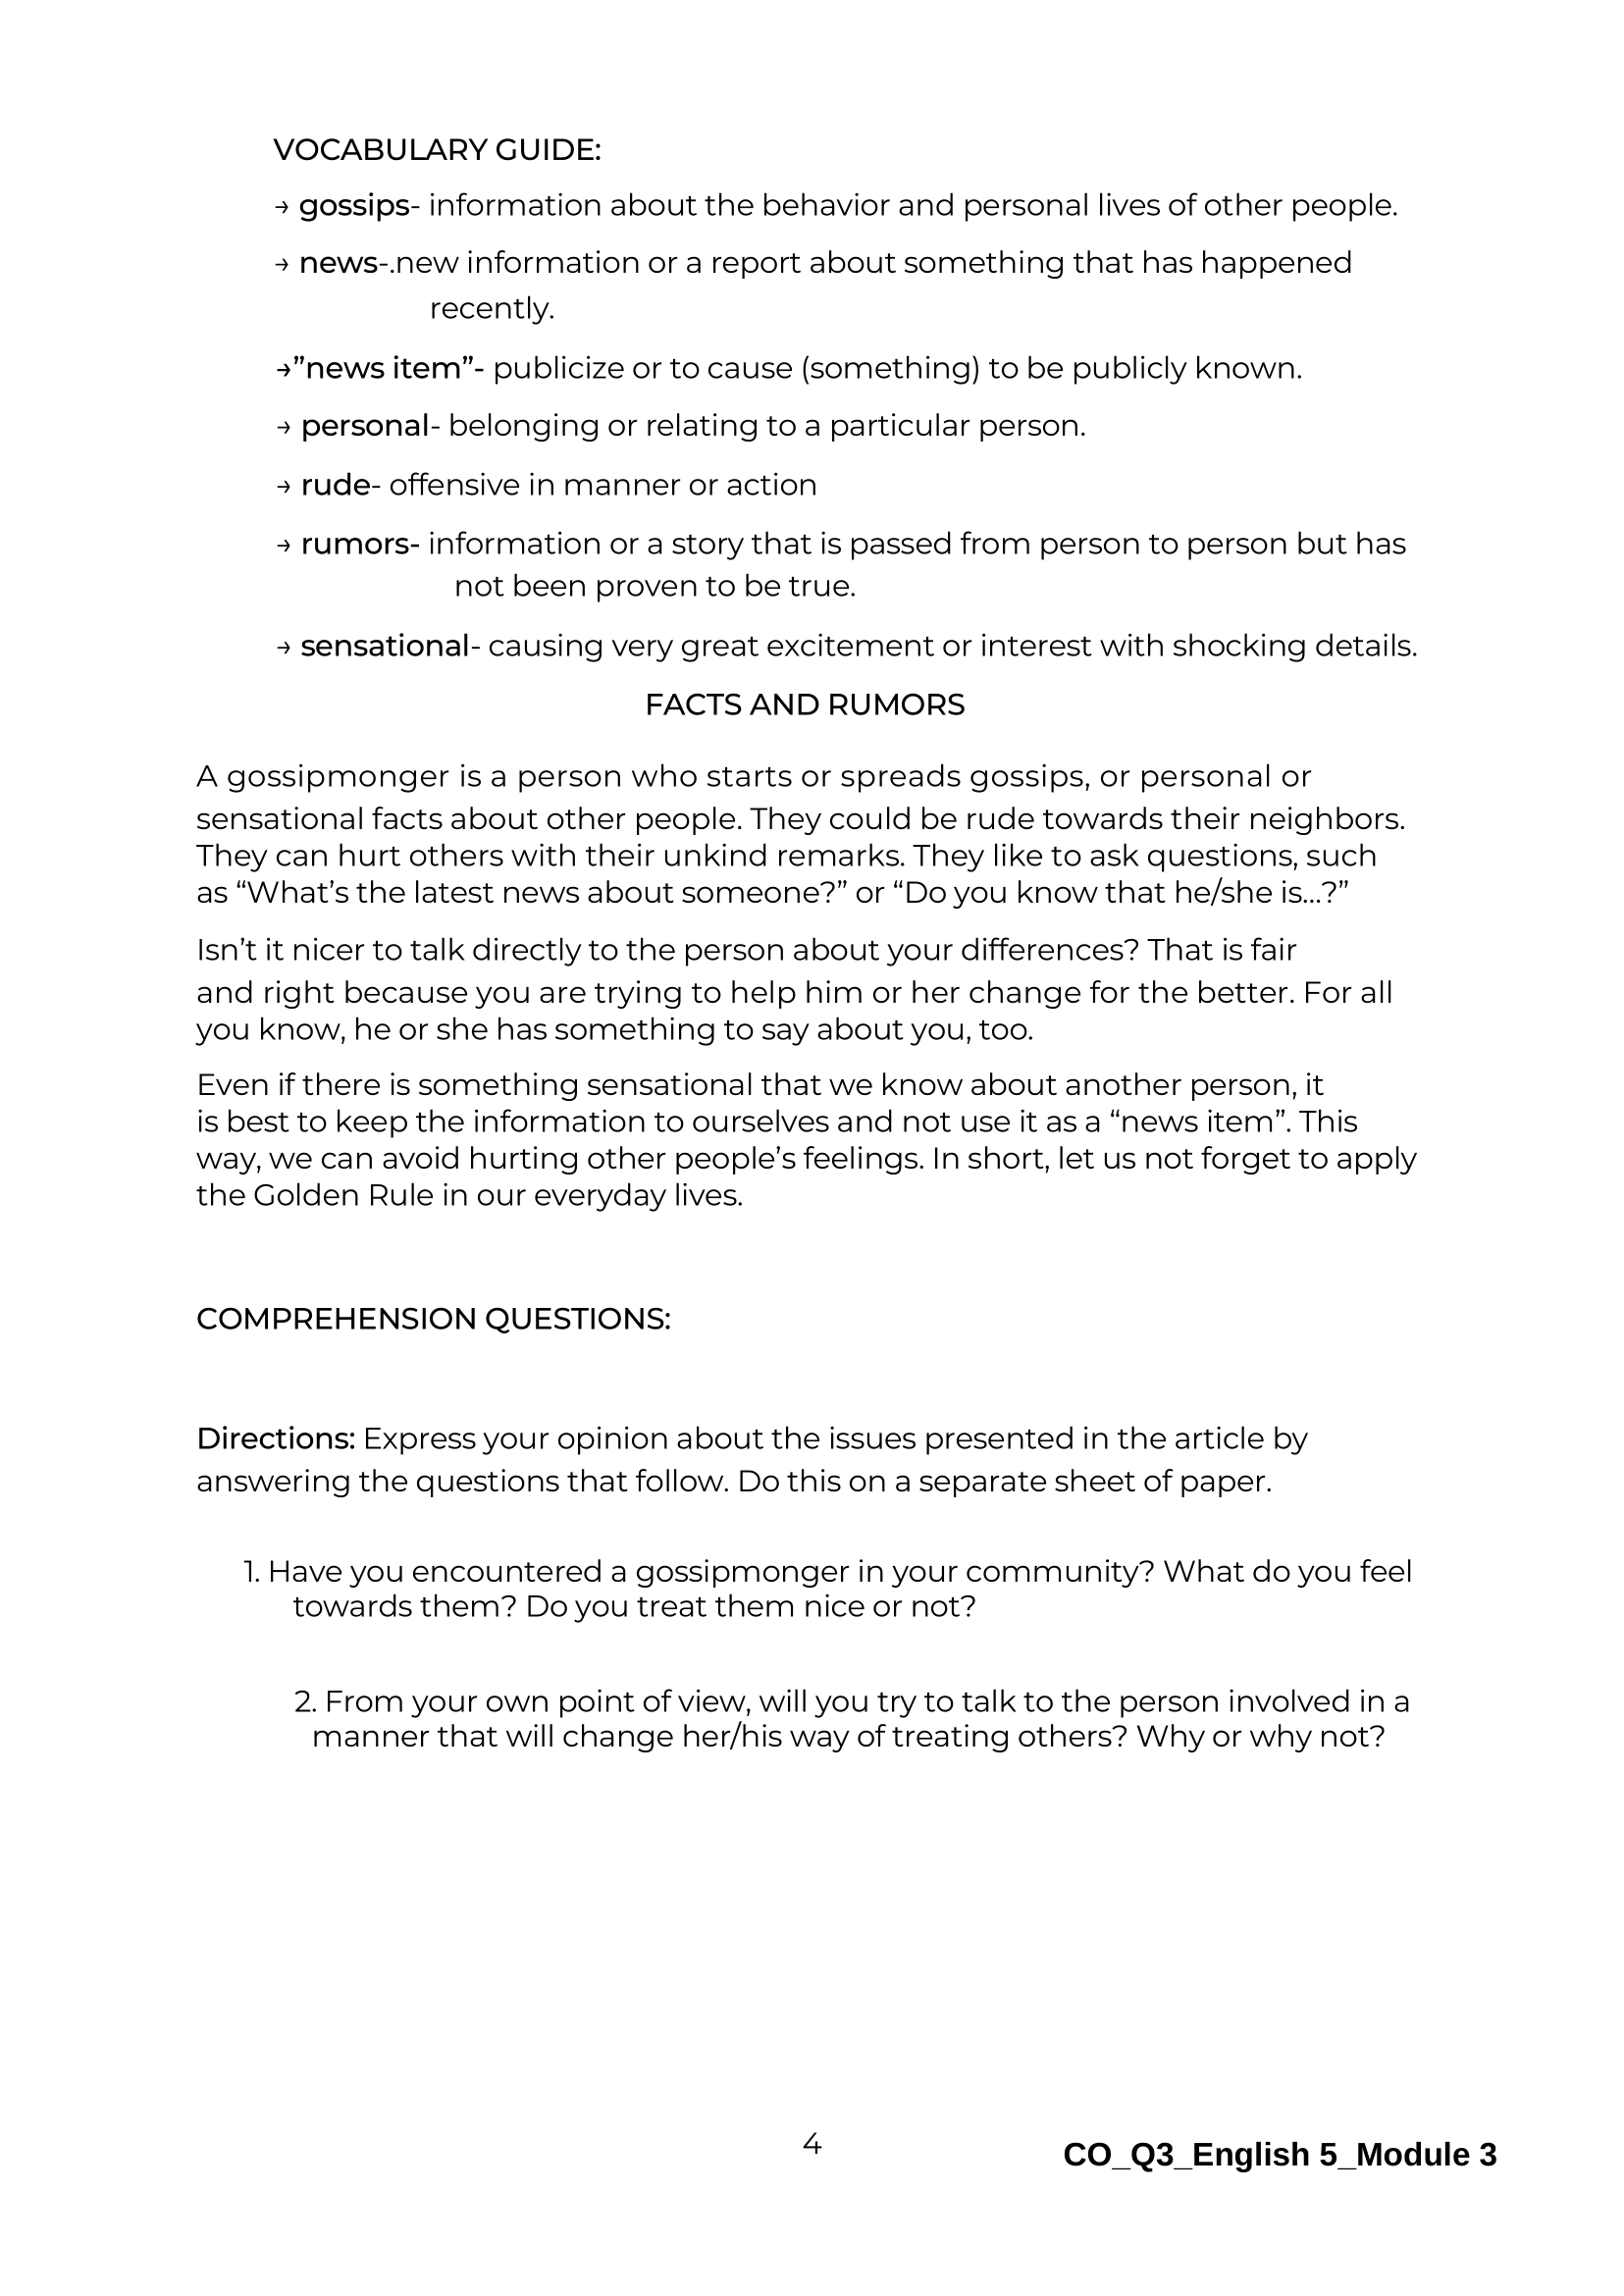 VOCABULARY GUIDE:
→ gossips- information about the behavior and personal lives of other people.
→ news-.new information or a report about something that has happened
recently.
→”news item”- publicize or to cause (something) to be publicly known.
→ personal- belonging or relating to a particular person.
→ rude- offensive in manner or action
→ rumors- information or a story that is passed from person to person but has
not been proven to be true.
→ sensational- causing very great excitement or interest with shocking details.
FACTS AND RUMORS
A gossipmonger is a person who starts or spreads gossips, or personal or
sensational facts about other people. They could be rude towards their neighbors.
They can hurt others with their unkind remarks. They like to ask questions, such
as “What’s the latest news about someone?” or “Do you know that he/she is...?”
Isn’t it nicer to talk directly to the person about your differences? That is fair
and right because you are trying to help him or her change for the better. For all
you know, he or she has something to say about you, too.
Even if there is something sensational that we know about another person, it
is best to keep the information to ourselves and not use it as a “news item”. This
way, we can avoid hurting other people’s feelings. In short, let us not forget to apply
the Golden Rule in our everyday lives.
COMPREHENSION QUESTIONS:
Directions: Express your opinion about the issues presented in the article by
answering the questions that follow. Do this on a separate sheet of paper.
1. Have you encountered a gossipmonger in your community? What do you feel
towards them? Do you treat them nice or not?
2. From your own point of view, will you try to talk to the person involved in a
manner that will change her/his way of treating others? Why or why not?
4
CO_Q3_English 5_Module 3